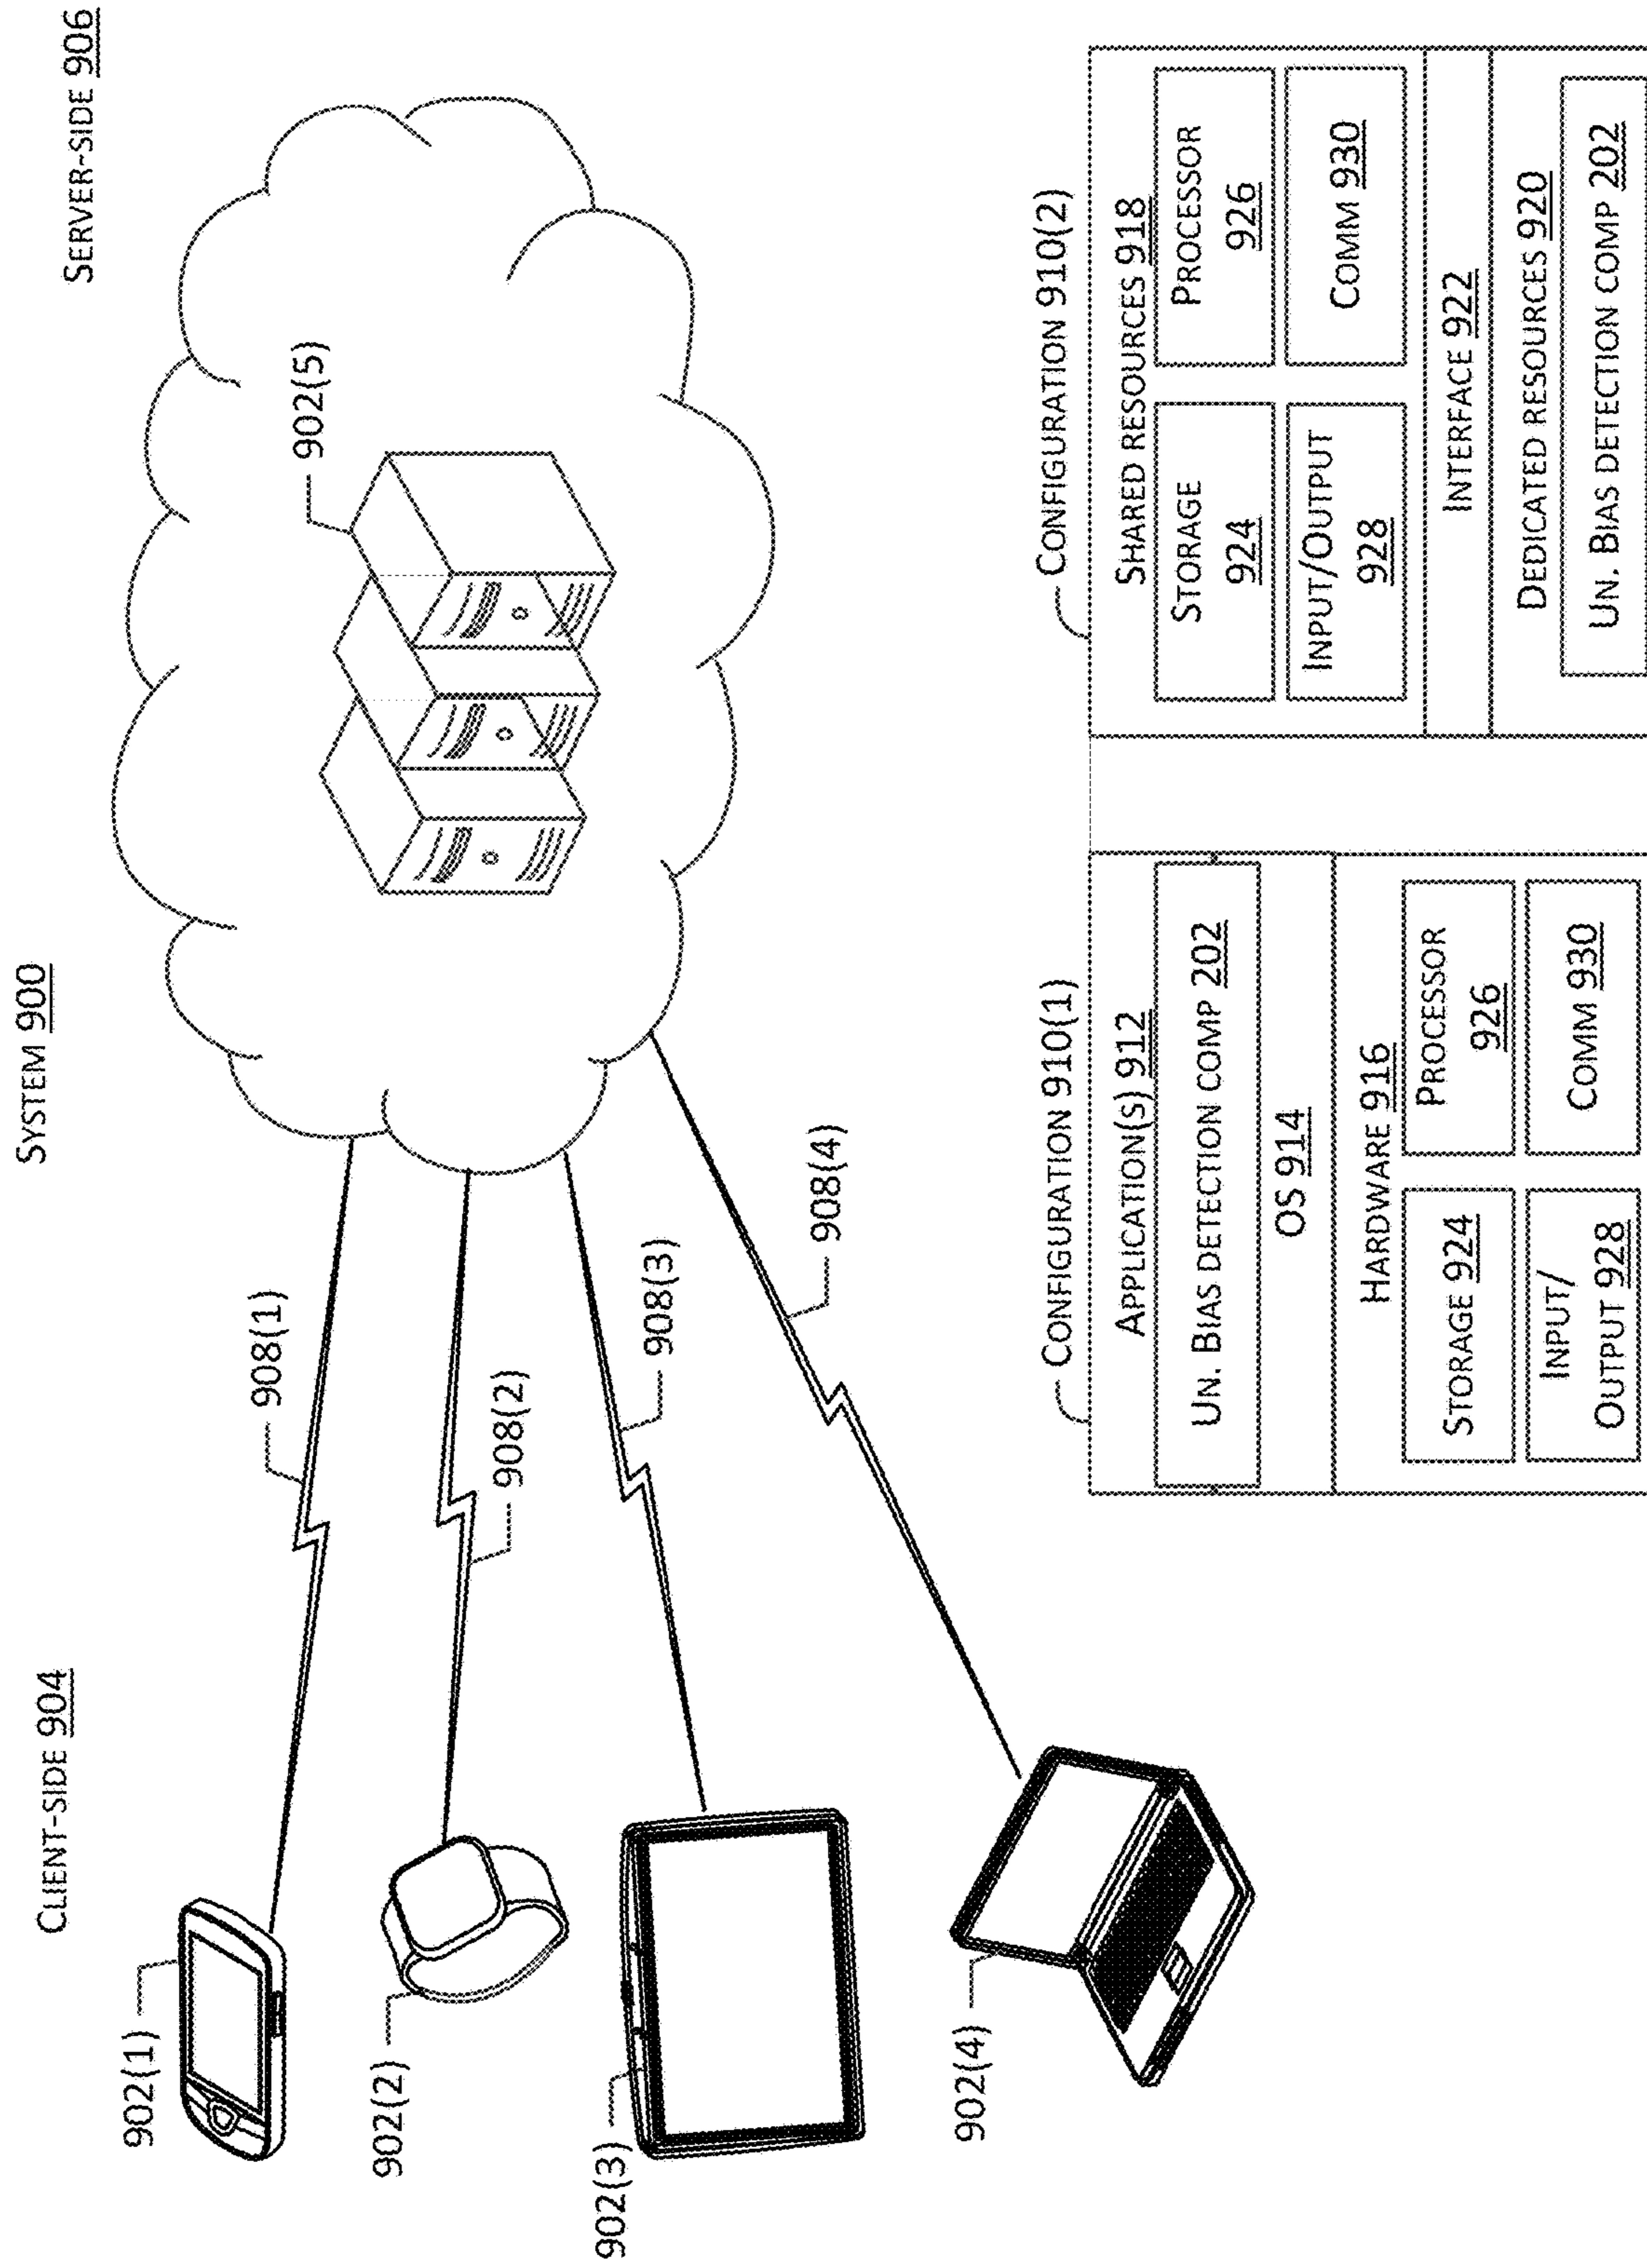 SYSTEM 900
CLIENT-SIDE 904
SERVER-SIDE 906
902(1)
908(1)
902(2)
908(2)
902(3)
908(3)
902(4)
908(4)
902(5)
CONFIGURATION 910(1)
APPLICATION(S) 912
UN. BIAS DETECTION COMP 202
OS 914
HARDWARE 916
STORAGE 924
PROCESSOR
926
INPUT/
OUTPUT 928
COMM 930
CONFIGURATION 910(2)
SHARED RESOURCES 918
STORAGE
924
PROCESSOR
926
INPUT/OUTPUT
928
COMM 930
INTERFACE 922
DEDICATED RESOURCES 920
UN. BIAS DETECTION COMP 202